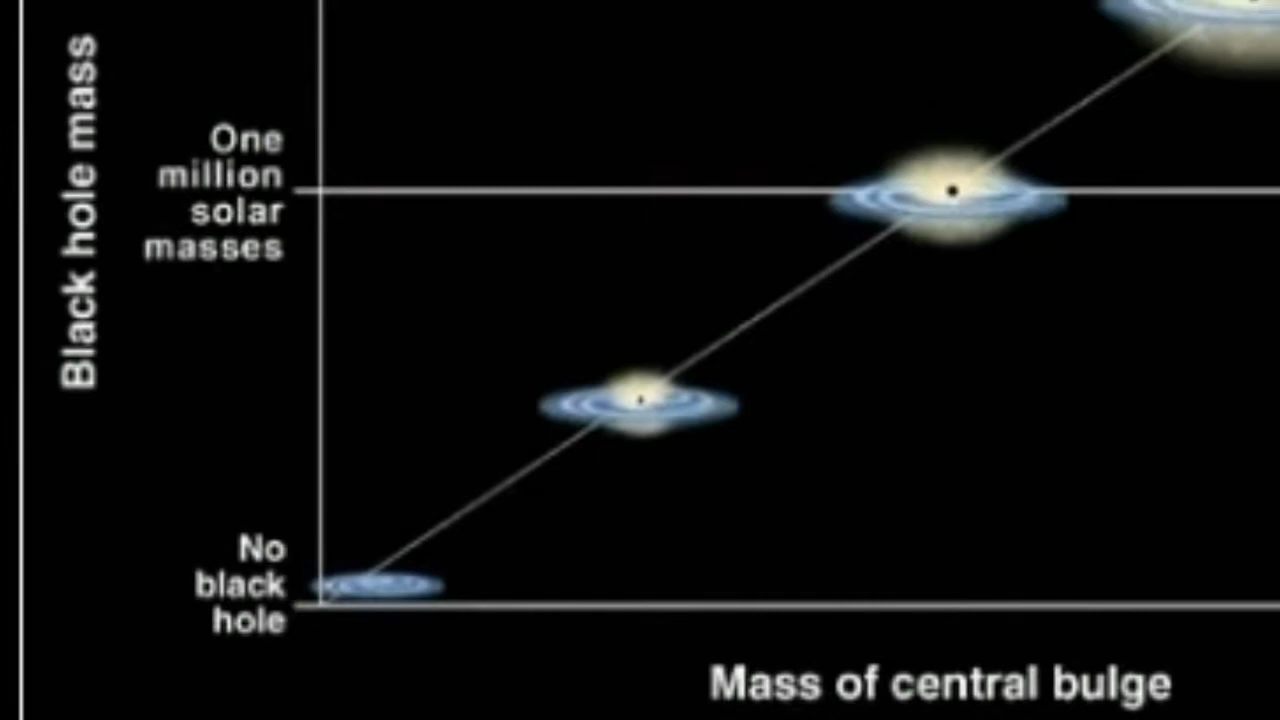 Black hole mass
One
million
solar
masses
No
black
hole
Mass of central bulge